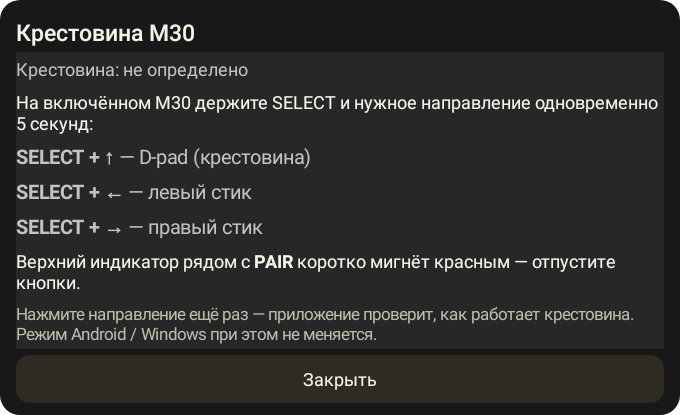 Крестовина M30
Крестовина: не определено
На включённом M30 держите SELECT и нужное направление одновременно
5 секунд:
SELECT + ↑ — D-pad (крестовина)
SELECT + ← — левый стик
SELECT + → — правый стик
Верхний индикатор рядом с PAIR коротко мигнёт красным — отпустите
кнопки.
Нажмите направление ещё раз — приложение проверит, как работает крестовина.
Режим Android / Windows при этом не меняется.
Закрыть